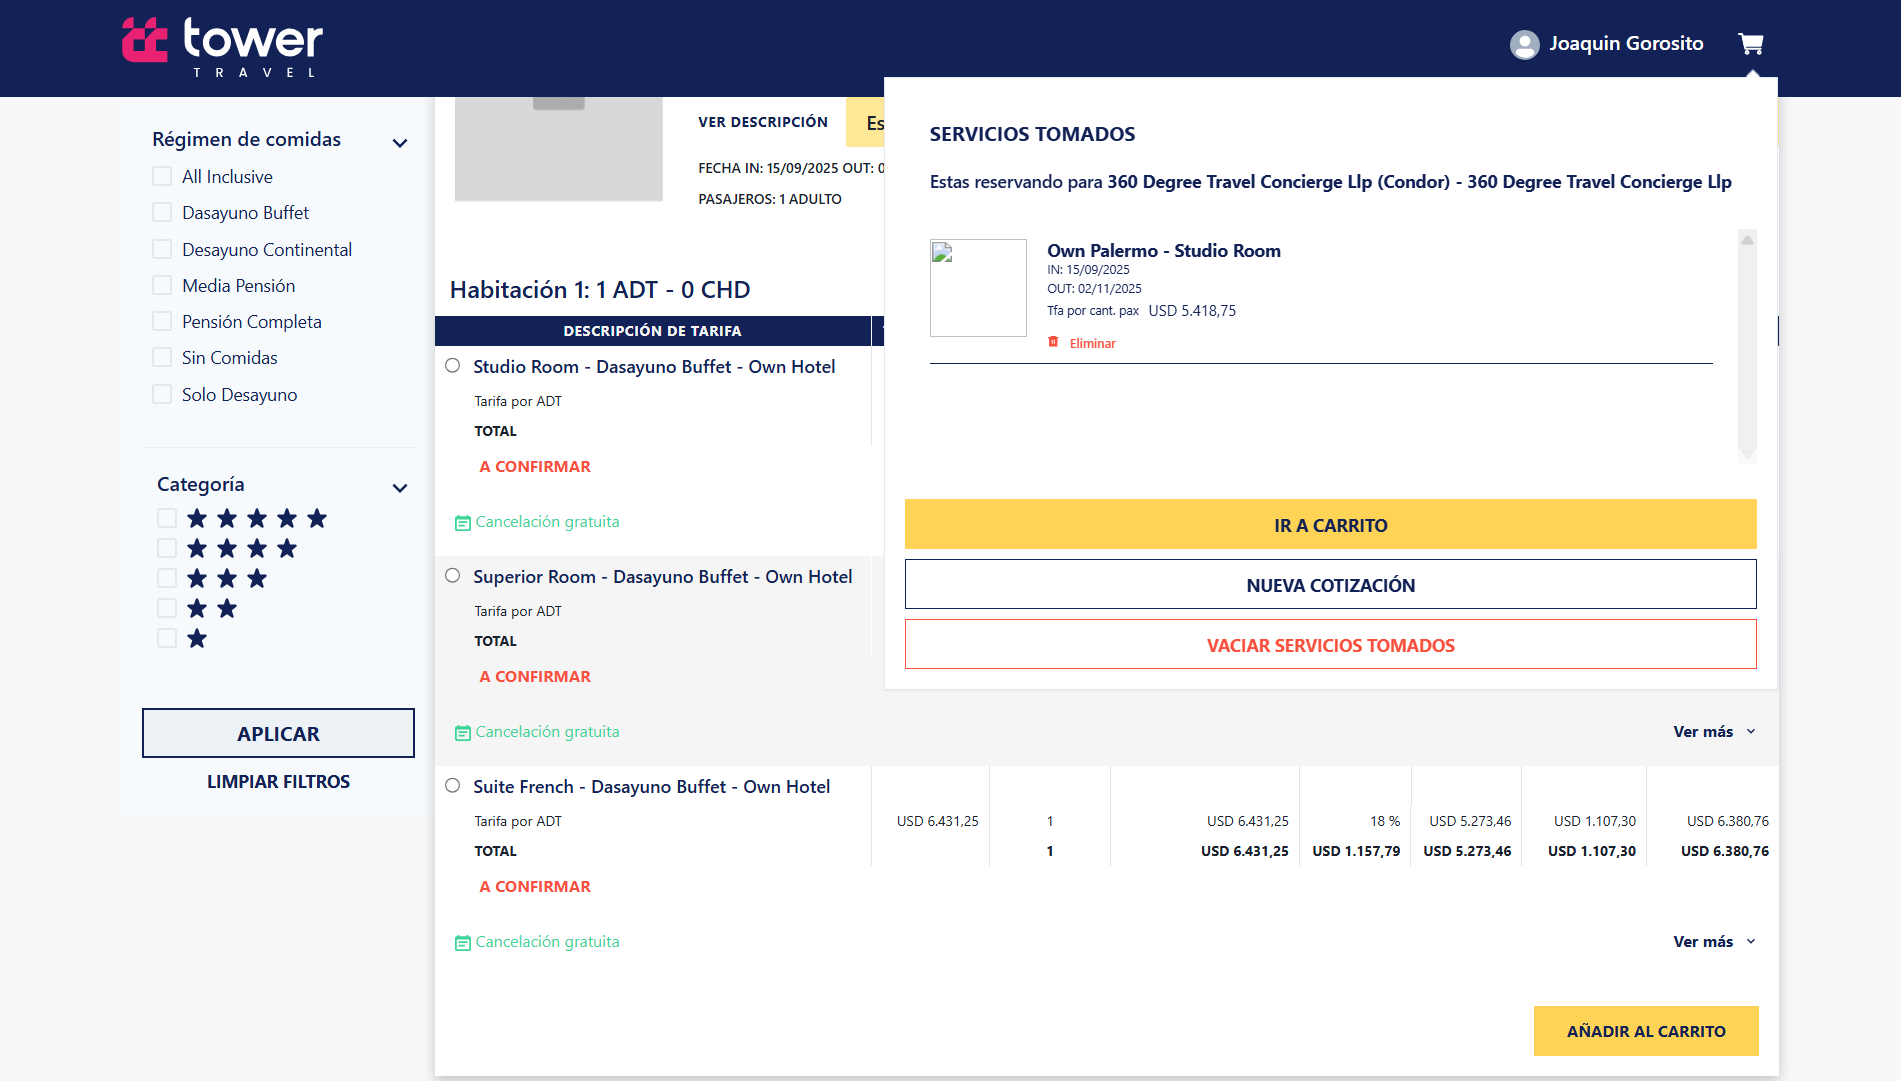 tower
TRAVEL
Joaquin Gorosito
Régimen de comidas
All Inclusive
Dasayuno Buffet
Desayuno Continental
Media Pensión
Pensión Completa
Sin Comidas
Solo Desayuno
Categoría
APLICAR
LIMPIAR FILTROS
VER DESCRIPCIÓN
Es
FECHA IN: 15/09/2025 OUT: 0
PASAJEROS: 1 ADULTO
Habitación 1: 1 ADT - 0 CHD
DESCRIPCIÓN DE TARIFA
Studio Room - Dasayuno Buffet - Own Hotel
Tarifa por ADT
TOTAL
A CONFIRMAR
Cancelación gratuita
Superior Room - Dasayuno Buffet - Own Hotel
Tarifa por ADT
TOTAL
A CONFIRMAR
Cancelación gratuita
Ver más
Suite French - Dasayuno Buffet - Own Hotel
Tarifa por ADT USD 6.431,25 1 USD 6.431,25 18 % USD 5.273,46 USD 1.107,30 USD 6.380,76
TOTAL 1 USD 6.431,25 USD 1.157,79 USD 5.273,46 USD 1.107,30 USD 6.380,76
A CONFIRMAR
Cancelación gratuita
Ver más
AÑADIR AL CARRITO
SERVICIOS TOMADOS
Estas reservando para 360 Degree Travel Concierge Llp (Condor) - 360 Degree Travel Concierge Llp
Own Palermo - Studio Room
IN: 15/09/2025
OUT: 02/11/2025
Tfa por cant. pax USD 5.418,75
Eliminar
IR A CARRITO
NUEVA COTIZACIÓN
VACIAR SERVICIOS TOMADOS